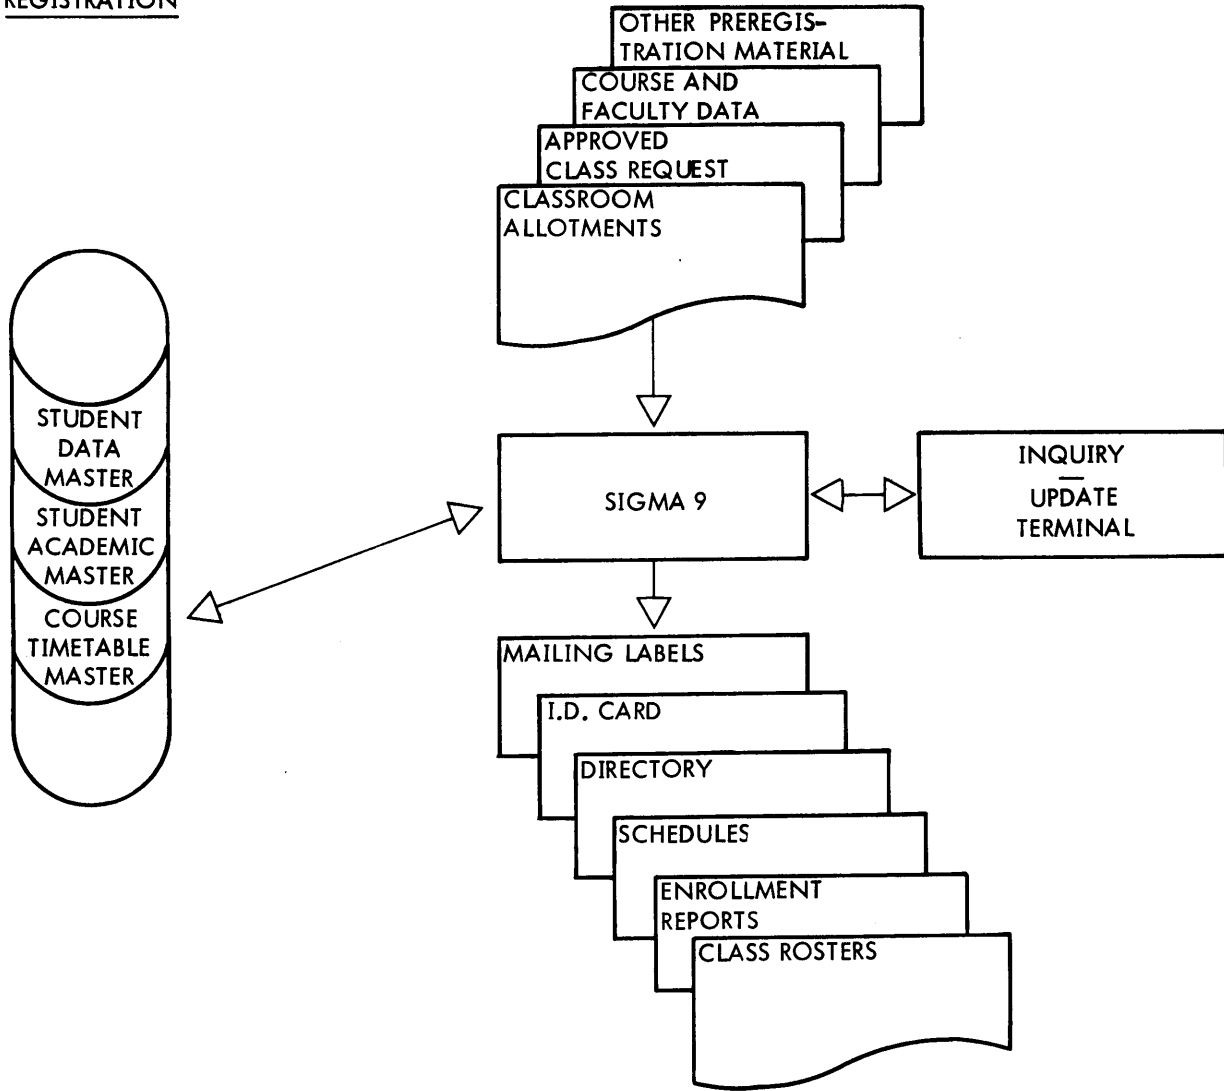 REGISTRATION
OTHER PREREGIS-
TRATION MATERIAL
COURSE AND
FACULTY DATA
APPROVED
CLASS REQUEST
CLASSROOM
ALLOTMENTS
STUDENT
DATA
MASTER
STUDENT
ACADEMIC
MASTER
COURSE
TIMETABLE
MASTER
SIGMA 9
INQUIRY
—
UPDATE
TERMINAL
MAILING LABELS
I.D. CARD
DIRECTORY
SCHEDULES
ENROLLMENT
REPORTS
CLASS ROSTERS